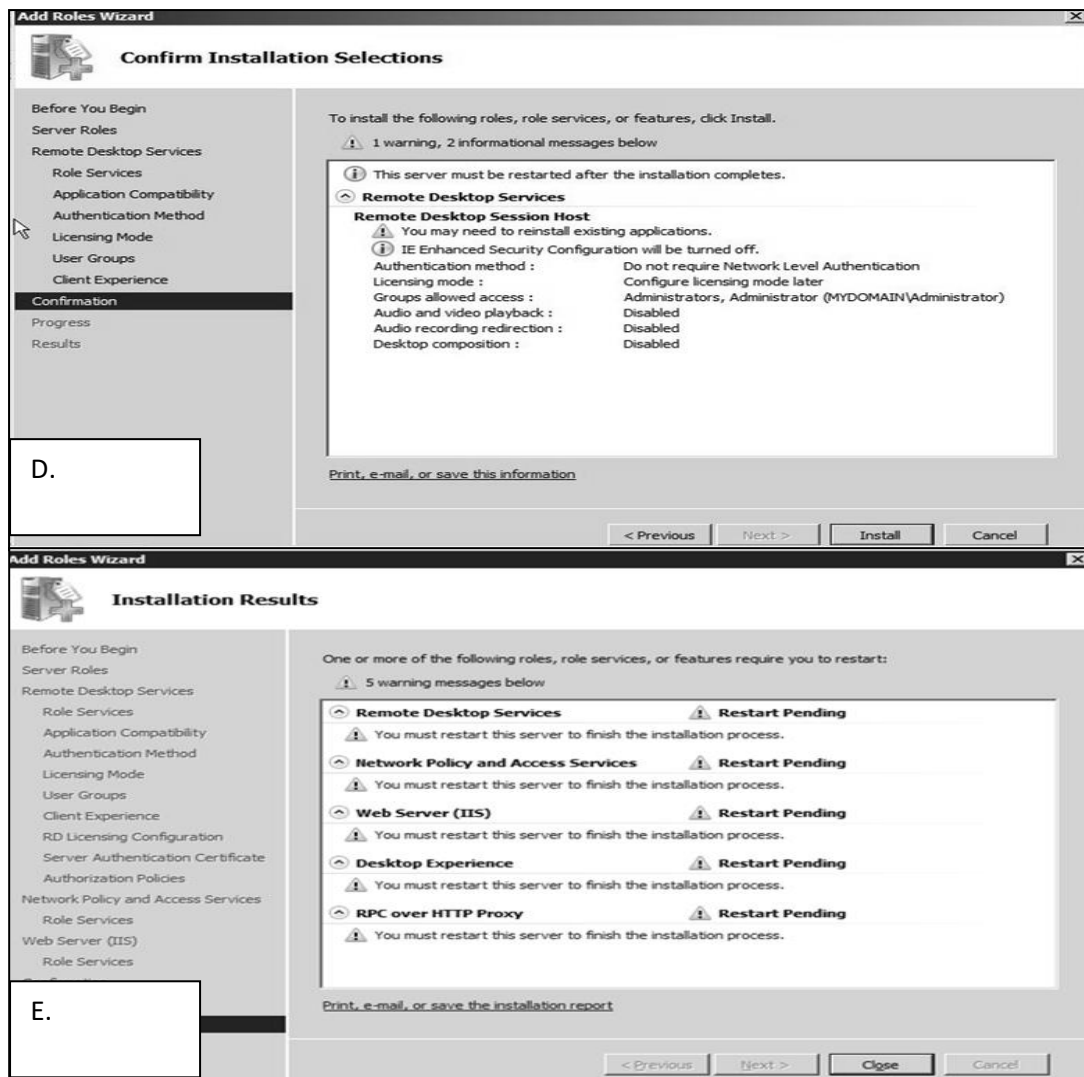 Add Roles Wizard
Confirm Installation Selections
Before You Begin
Server Roles
Remote Desktop Services
Role Services
Application Compatibility
Authentication Method
Licensing Mode
User Groups
Client Experience
Confirmation
Progress
Results
To install the following roles, role services, or features, click Install.
1 warning, 2 informational messages below
This server must be restarted after the installation completes.
Remote Desktop Services
Remote Desktop Session Host
You may need to reinstall existing applications.
IE Enhanced Security Configuration will be turned off.
Authentication method : Do not require Network Level Authentication
Licensing mode : Configure licensing mode later
Groups allowed access : Administrators, Administrator (MYDOMAIN\Administrator)
Audio and video playback : Disabled
Audio recording redirection : Disabled
Desktop composition : Disabled
Print, e-mail, or save this information
D.
< Previous Next > Install Cancel
Add Roles Wizard
Installation Results
Before You Begin
Server Roles
Remote Desktop Services
Role Services
Application Compatibility
Authentication Method
Licensing Mode
User Groups
Client Experience
RD Licensing Configuration
Server Authentication Certificate
Authorization Policies
Network Policy and Access Services
Role Services
Web Server (IIS)
Role Services
One or more of the following roles, role services, or features require you to restart:
5 warning messages below
Remote Desktop Services Restart Pending
You must restart this server to finish the installation process.
Network Policy and Access Services Restart Pending
You must restart this server to finish the installation process.
Web Server (IIS) Restart Pending
You must restart this server to finish the installation process.
Desktop Experience Restart Pending
You must restart this server to finish the installation process.
RPC over HTTP Proxy Restart Pending
You must restart this server to finish the installation process.
Print, e-mail, or save the installation report
E.
< Previous Next > Close Cancel